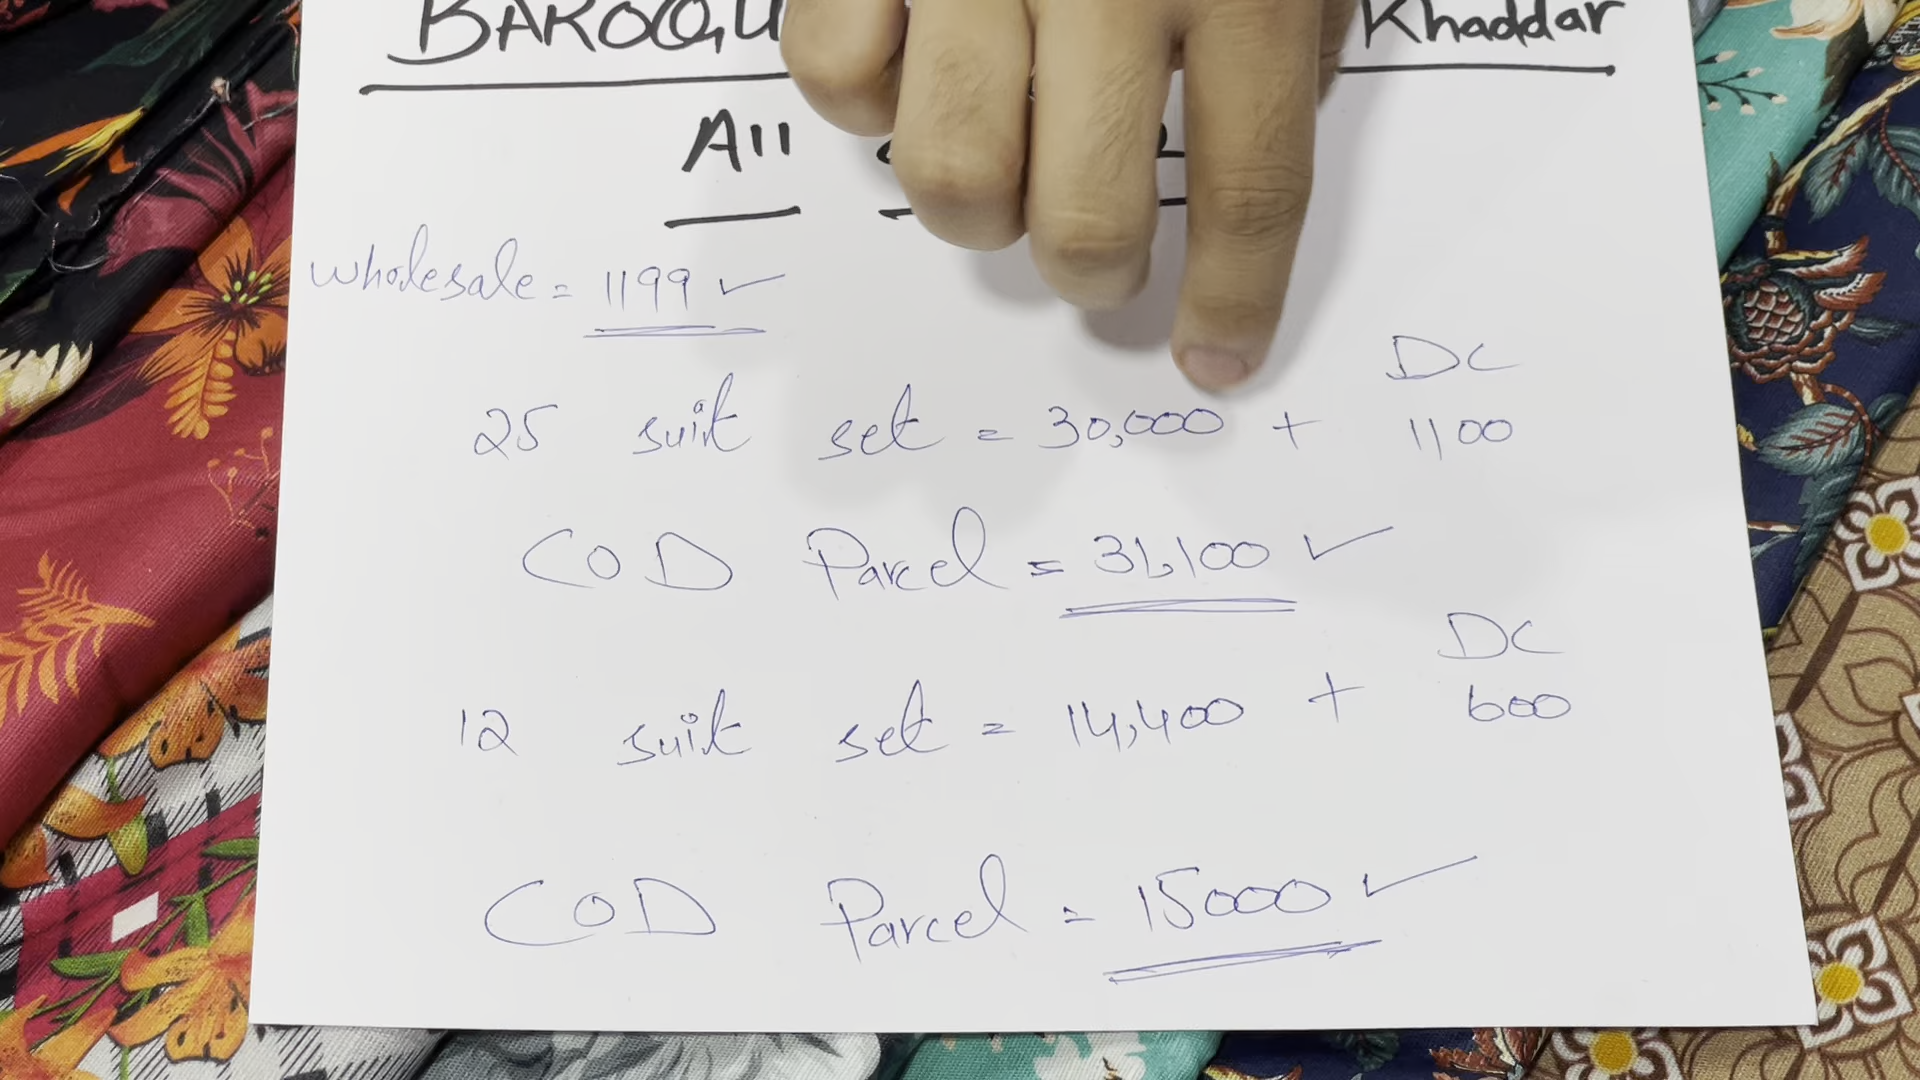 BAROQU Khaddar
All
wholesale = 1199 ✓
DC
25 suit set = 30,000 + 1100
COD Parcel = 31,100 ✓
DC
12 suit set = 14,400 + 600
COD Parcel = 15000 ✓